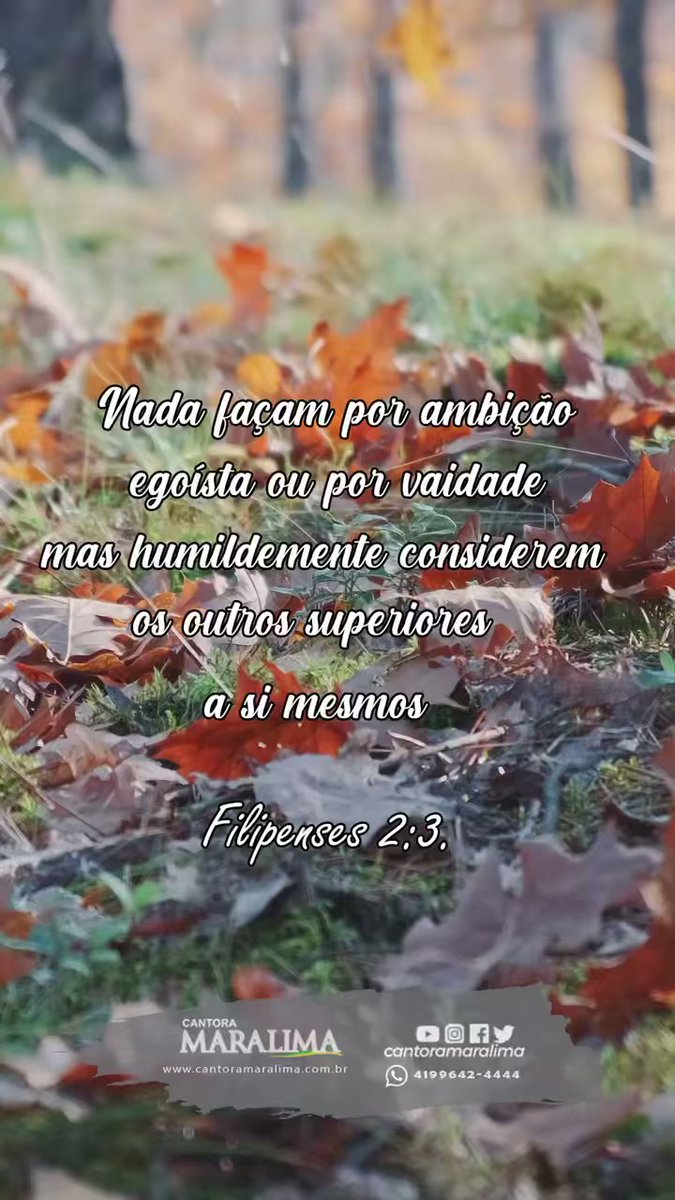 Nada façam por ambição
egoísta ou por vaidade
mas humildemente considerem
os outros superiores
a si mesmos
Filipenses 2:3.
CANTORA
MARALIMA
www.cantoramaralima.com.br
cantoramaralima
4199642-4444